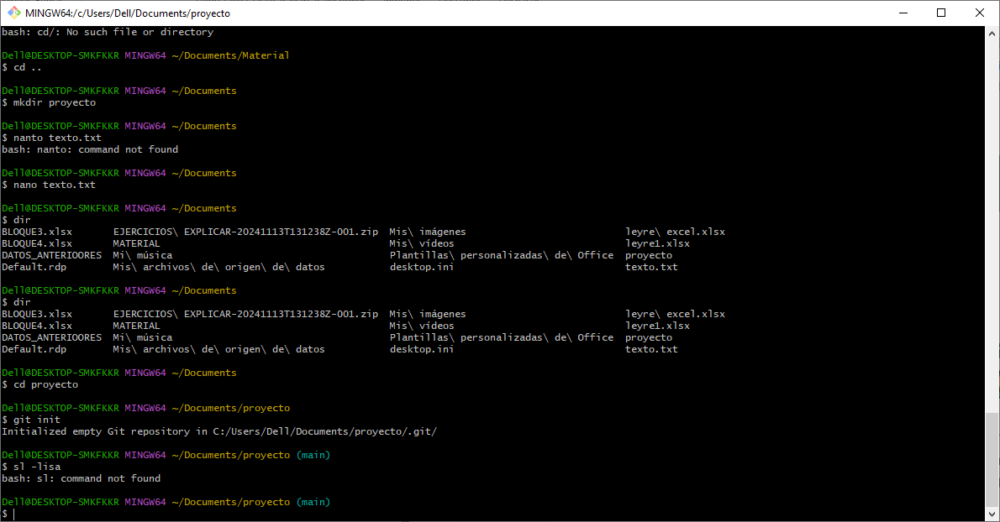 MINGW64:/c/Users/Dell/Documents/proyecto
bash: cd/: No such file or directory
Dell@DESKTOP-SMKFKKR MINGW64 ~/Documents/Material
$ cd ..
Dell@DESKTOP-SMKFKKR MINGW64 ~/Documents
$ mkdir proyecto
Dell@DESKTOP-SMKFKKR MINGW64 ~/Documents
$ nanto texto.txt
bash: nanto: command not found
Dell@DESKTOP-SMKFKKR MINGW64 ~/Documents
$ nano texto.txt
Dell@DESKTOP-SMKFKKR MINGW64 ~/Documents
$ dir
BLOQUE3.xlsx EJERCICIOS\ EXPLICAR-20241113T131238Z-001.zip Mis\ imágenes leyre\ excel.xlsx
BLOQUE4.xlsx MATERIAL Mis\ vídeos leyre1.xlsx
DATOS_ANTERIOORES Mi\ música Plantillas\ personalizadas\ de\ Office proyecto
Default.rdp Mis\ archivos\ de\ origen\ de\ datos desktop.ini texto.txt
Dell@DESKTOP-SMKFKKR MINGW64 ~/Documents
$ dir
BLOQUE3.xlsx EJERCICIOS\ EXPLICAR-20241113T131238Z-001.zip Mis\ imágenes leyre\ excel.xlsx
BLOQUE4.xlsx MATERIAL Mis\ vídeos leyre1.xlsx
DATOS_ANTERIOORES Mi\ música Plantillas\ personalizadas\ de\ Office proyecto
Default.rdp Mis\ archivos\ de\ origen\ de\ datos desktop.ini texto.txt
Dell@DESKTOP-SMKFKKR MINGW64 ~/Documents
$ cd proyecto
Dell@DESKTOP-SMKFKKR MINGW64 ~/Documents/proyecto
$ git init
Initialized empty Git repository in C:/Users/Dell/Documents/proyecto/.git/
Dell@DESKTOP-SMKFKKR MINGW64 ~/Documents/proyecto (main)
$ sl -lisa
bash: sl: command not found
Dell@DESKTOP-SMKFKKR MINGW64 ~/Documents/proyecto (main)
$